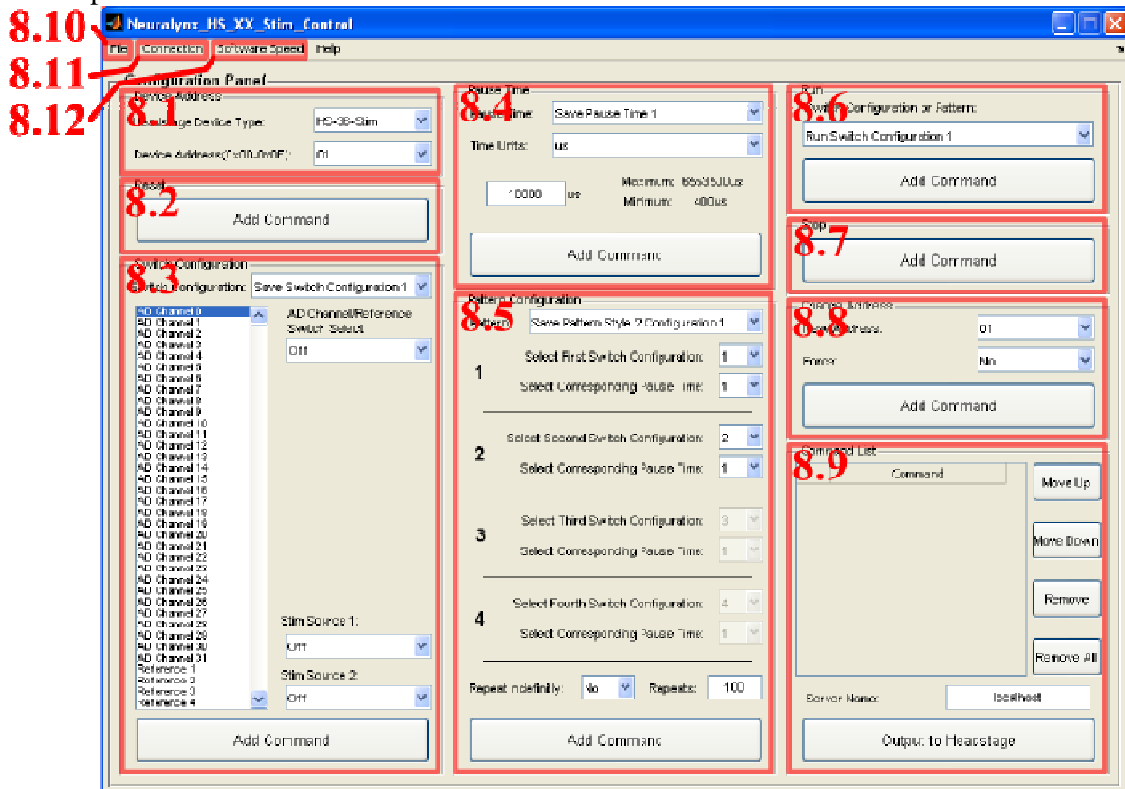 Neuralynx_HS_XX_Stim_Control
8.10
File Connection Software Speed Help
8.11
8.12
Configuration Panel
8.1
Device Address
Device Type:
HS-36-Stim
Device Address(0x00-0x0F):
01
8.2
Reset
Add Command
8.3
Switch Configuration
Switch Configuration:
Save Switch Configuration 1
AD Channel 0
AD Channel 1
AD Channel 2
AD Channel 3
AD Channel 4
AD Channel 5
AD Channel 6
AD Channel 7
AD Channel 8
AD Channel 9
AD Channel 10
AD Channel 11
AD Channel 12
AD Channel 13
AD Channel 14
AD Channel 15
AD Channel 16
AD Channel 17
AD Channel 18
AD Channel 19
AD Channel 20
AD Channel 21
AD Channel 22
AD Channel 23
AD Channel 24
AD Channel 25
AD Channel 26
AD Channel 27
AD Channel 28
AD Channel 29
AD Channel 30
AD Channel 31
Reference 1
Reference 2
Reference 3
Reference 4
AD Channel/Reference
Switch Select
Off
Stim Source 1:
Off
Stim Source 2:
Off
Add Command
8.4
Pause Time
Pause Time:
Save Pause Time 1
Time Units:
us
10000 us
Maximum:
Minimum: 400us
Add Command
8.5
Pattern Configuration
Pattern:
Save Pattern Style 2 Configuration 1
1
Select First Switch Configuration: 1
Select Corresponding Pause Time: 1
2
Select Second Switch Configuration: 2
Select Corresponding Pause Time: 1
3
Select Third Switch Configuration: 3
Select Corresponding Pause Time: 1
4
Select Fourth Switch Configuration: 4
Select Corresponding Pause Time: 1
Repeat Indefinitly: No
Repeats: 100
Add Command
8.6
Run
Switch Configuration or Pattern:
Run Switch Configuration 1
Add Command
8.7
Stop
Add Command
8.8
Change Address
New Address:
01
Force:
No
Add Command
8.9
Command List
Command
Move Up
Move Down
Remove
Remove All
Server Name:
localhost
Output to Headstage